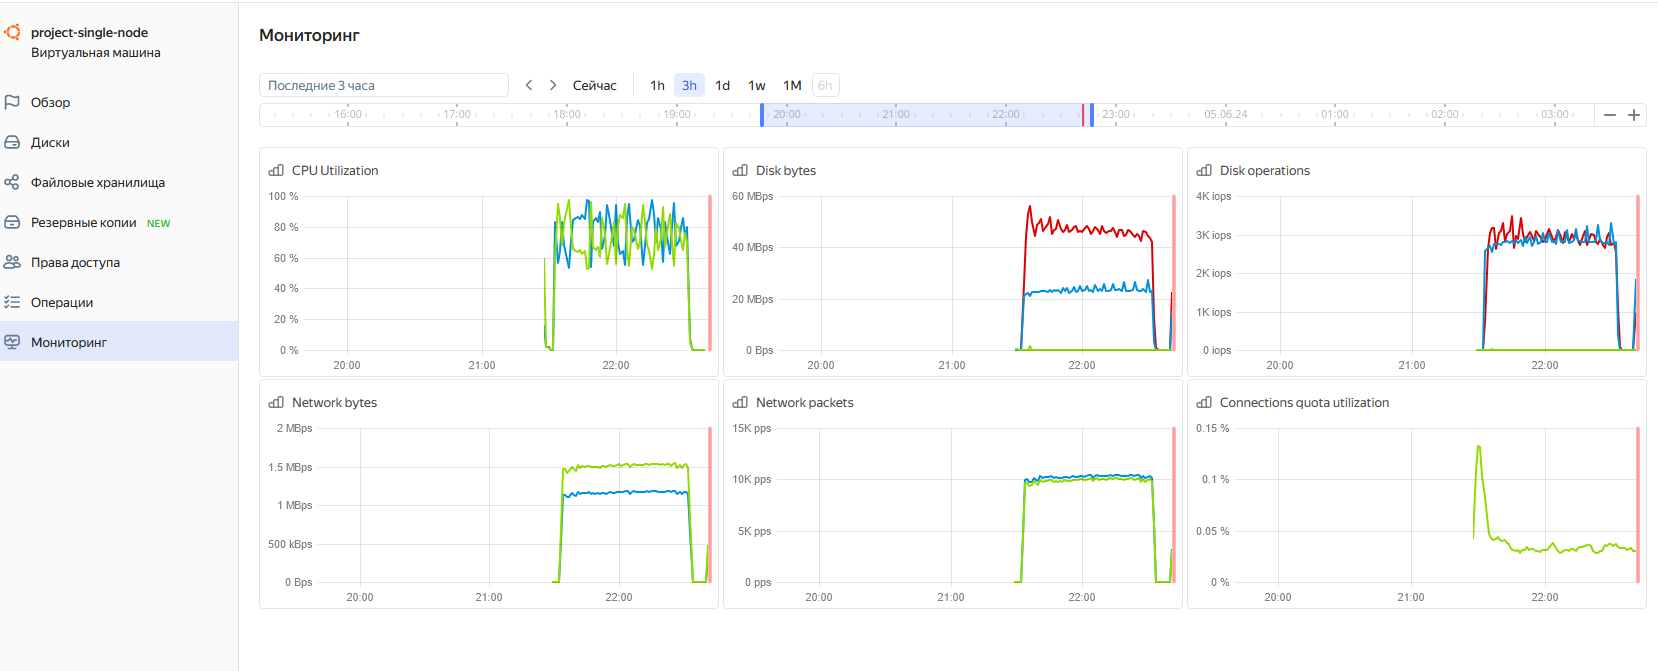 project-single-node
Виртуальная машина
Обзор
Диски
Файловые хранилища
Резервные копии NEW
Права доступа
Операции
Мониторинг
Мониторинг
Последние 3 часа
Сейчас 1h 3h 1d 1w 1M 6h
16:00 17:00 18:00 19:00 20:00 21:00 22:00 23:00 05.06.24 01:00 02:00 03:00
CPU Utilization
100 %
80 %
60 %
40 %
20 %
0 %
20:00 21:00 22:00
Disk bytes
60 MBps
40 MBps
20 MBps
0 Bps
20:00 21:00 22:00
Disk operations
4K iops
3K iops
2K iops
1K iops
0 iops
20:00 21:00 22:00
Network bytes
2 MBps
1.5 MBps
1 MBps
500 kBps
0 Bps
20:00 21:00 22:00
Network packets
15K pps
10K pps
5K pps
0 pps
20:00 21:00 22:00
Connections quota utilization
0.15 %
0.1 %
0.05 %
0 %
20:00 21:00 22:00